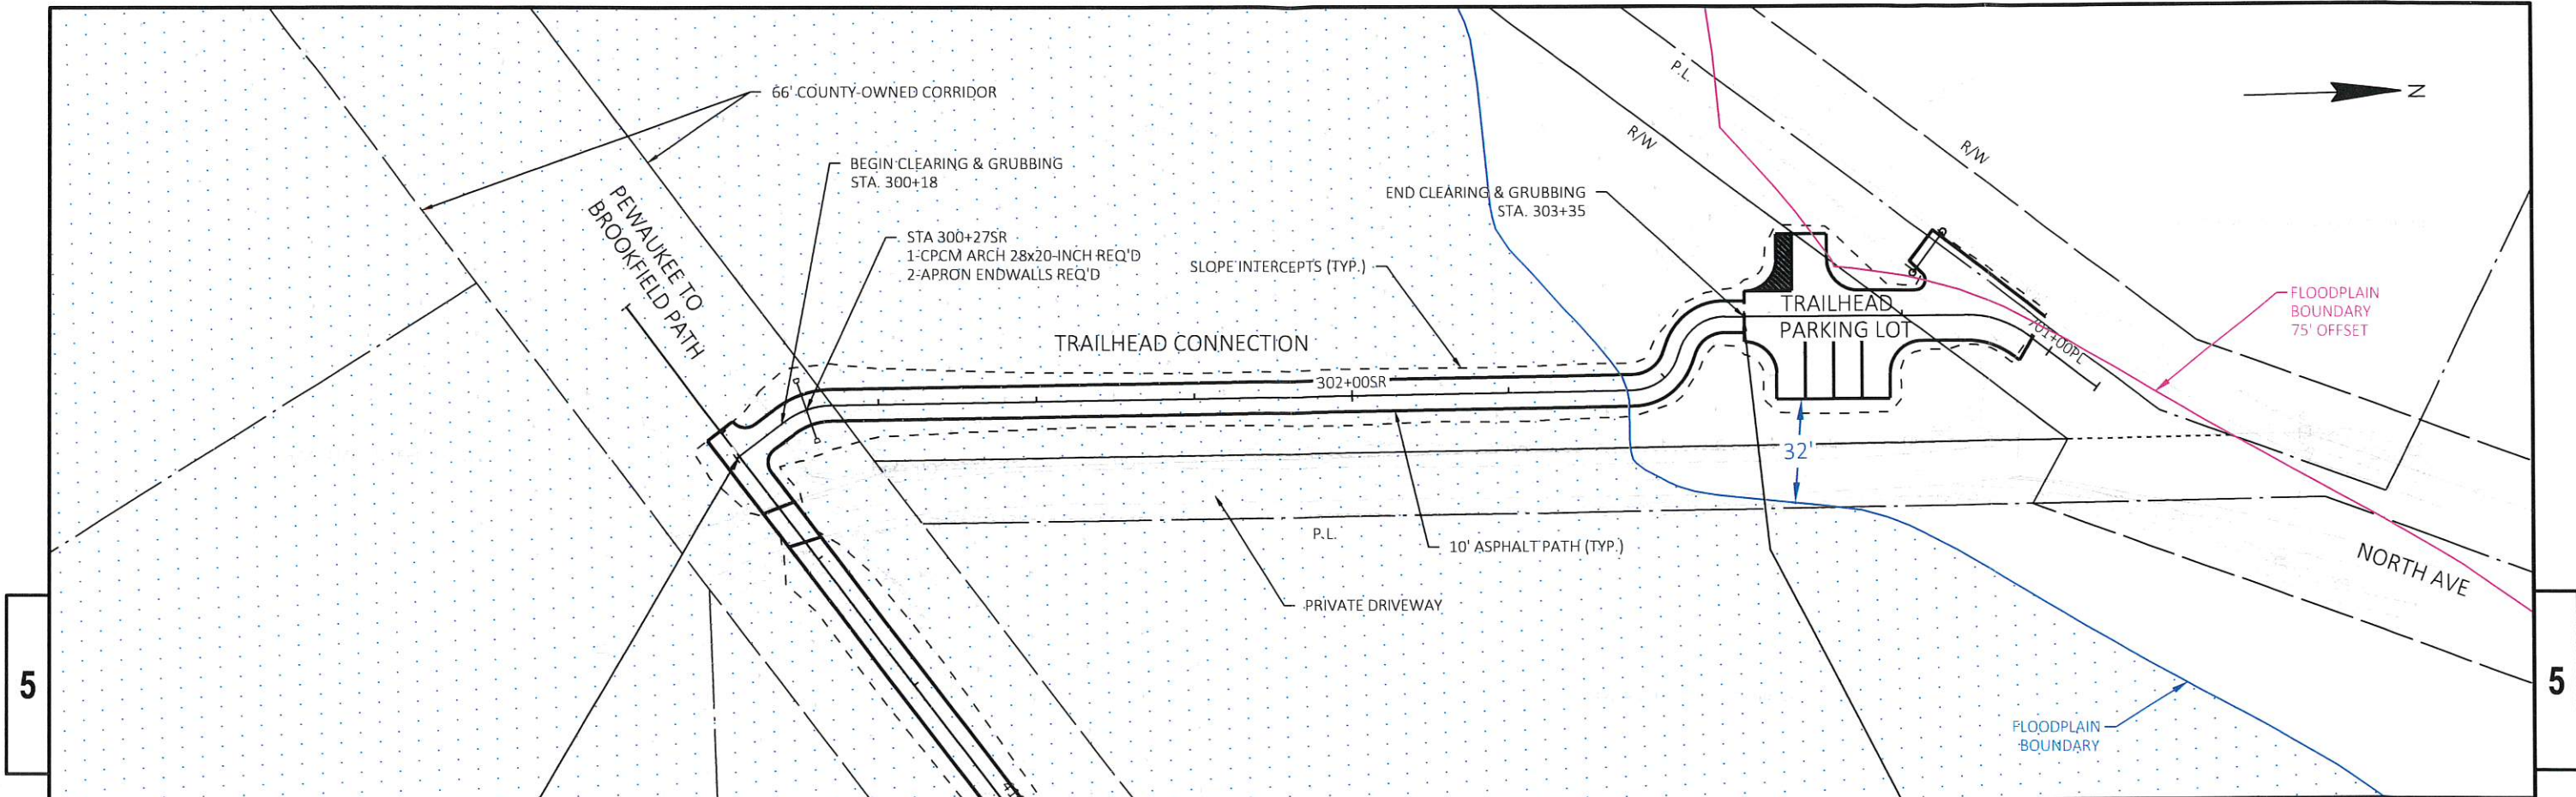 66' COUNTY-OWNED CORRIDOR
P.L.
R/W
R/W
N
BEGIN CLEARING & GRUBBING
STA. 300+18
PEWAUKEE TO
BROOKFIELD PATH
END CLEARING & GRUBBING
STA. 303+35
STA 300+27SR
1-CPCM ARCH 28x20-INCH REQ'D
2-APRON ENDWALLS REQ'D
SLOPE INTERCEPTS (TYP.)
TRAILHEAD
PARKING LOT
FLOODPLAIN
BOUNDARY
75' OFFSET
TRAILHEAD CONNECTION
701+00PL
302+00SR
32'
P.L.
10' ASPHALT PATH (TYP.)
NORTH AVE
PRIVATE DRIVEWAY
5
5
FLOODPLAIN
BOUNDARY